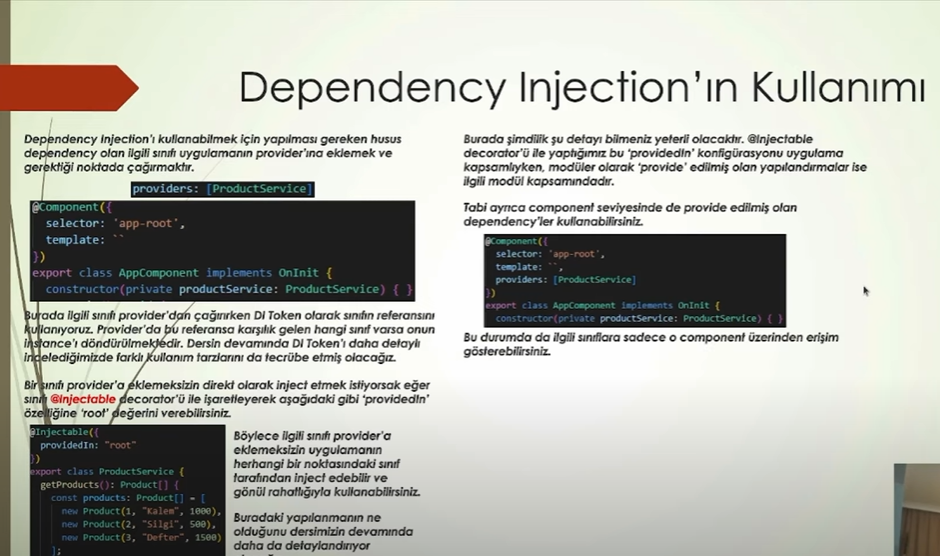 Dependency Injection'ın Kullanımı
Dependency Injection'ı kullanabilmek için yapılması gereken husus
dependency olan ilgili sınıfı uygulamanın provider'ına eklemek ve
gerektiği noktada çağırmaktır.
providers: [ProductService]
@Component({
selector: 'app-root',
template: ``
})
export class AppComponent implements OnInit {
constructor(private productService: ProductService) { }
Burada ilgili sınıfı provider'dan çağırırken DI Token olarak sınıfın referansını
kullanıyoruz. Provider'da bu referansa karşılık gelen hangi sınıf varsa onun
instance'ı döndürülmektedir. Dersin devamında DI Token'ı daha detaylı
incelediğimizde farklı kullanım tarzlarını da tecrübe etmiş olacağız.
Bir sınıfı provider'a eklemeksizin direkt olarak inject etmek istiyorsak eğer
sınıfı @Injectable decorator'ü ile işaretleyerek aşağıdaki gibi 'providedIn'
özelliğine 'root' değerini verebilirsiniz.
@Injectable({
providedIn: "root"
})
export class ProductService {
getProducts(): Product[] {
const products: Product[] = [
new Product(1, "Kalem", 1000),
new Product(2, "Silgi", 500),
new Product(3, "Defter", 1500)
];
Böylece ilgili sınıfı provider'a
eklemeksizin uygulamanın
herhangi bir noktasındaki sınıf
tarafından inject edebilir ve
gönül rahatlığıyla kullanabilirsiniz.
Buradaki yapılanmanın ne
olduğunu dersimizin devamında
daha da detaylandırıyor
Burada şimdilik şu detayı bilmeniz yeterli olacaktır. @Injectable
decorator'ü ile yaptığımız bu 'providedIn' konfigürasyonu uygulama
kapsamlıyken, modüler olarak 'provide' edilmiş olan yapılandırmalar ise
ilgili modül kapsamındadır.
Tabi ayrıca component seviyesinde de provide edilmiş olan
dependency'ler kullanabilirsiniz.
@Component({
selector: 'app-root',
template: ``,
providers: [ProductService]
})
export class AppComponent implements OnInit {
constructor(private productService: ProductService) { }
Bu durumda da ilgili sınıflara sadece o component üzerinden erişim
gösterebilirsiniz.